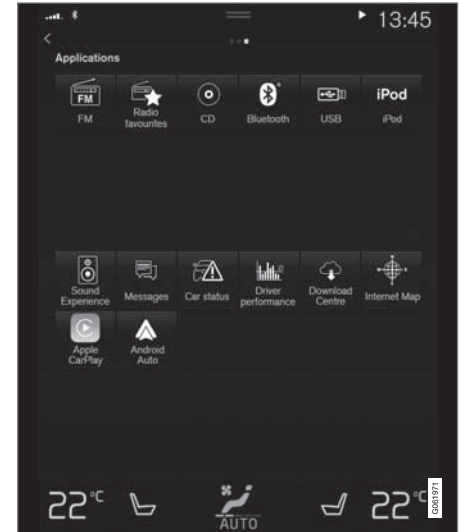 13:45
Applications
FM
FM
Radio
favourites
CD
Bluetooth
USB
iPod
iPod
Sound
Experience
Messages
Car status
Driver
performance
Download
Centre
Internet Map
Apple
CarPlay
Android
Auto
22°C
AUTO
22°C
G061971